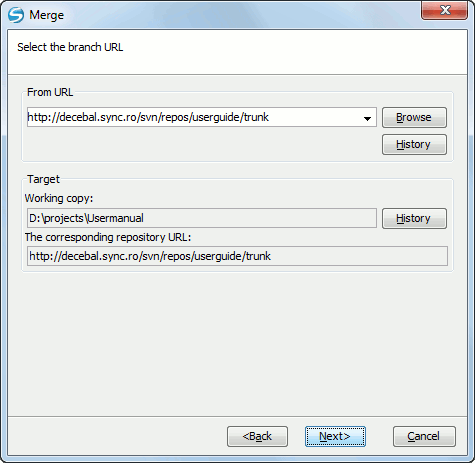 Merge
Select the branch URL
From URL
http://decebal.sync.ro/svn/repos/userguide/trunk
Browse
History
Target
Working copy:
D:\projects\Usermanual
History
The corresponding repository URL:
http://decebal.sync.ro/svn/repos/userguide/trunk
<Back
Next>
Cancel